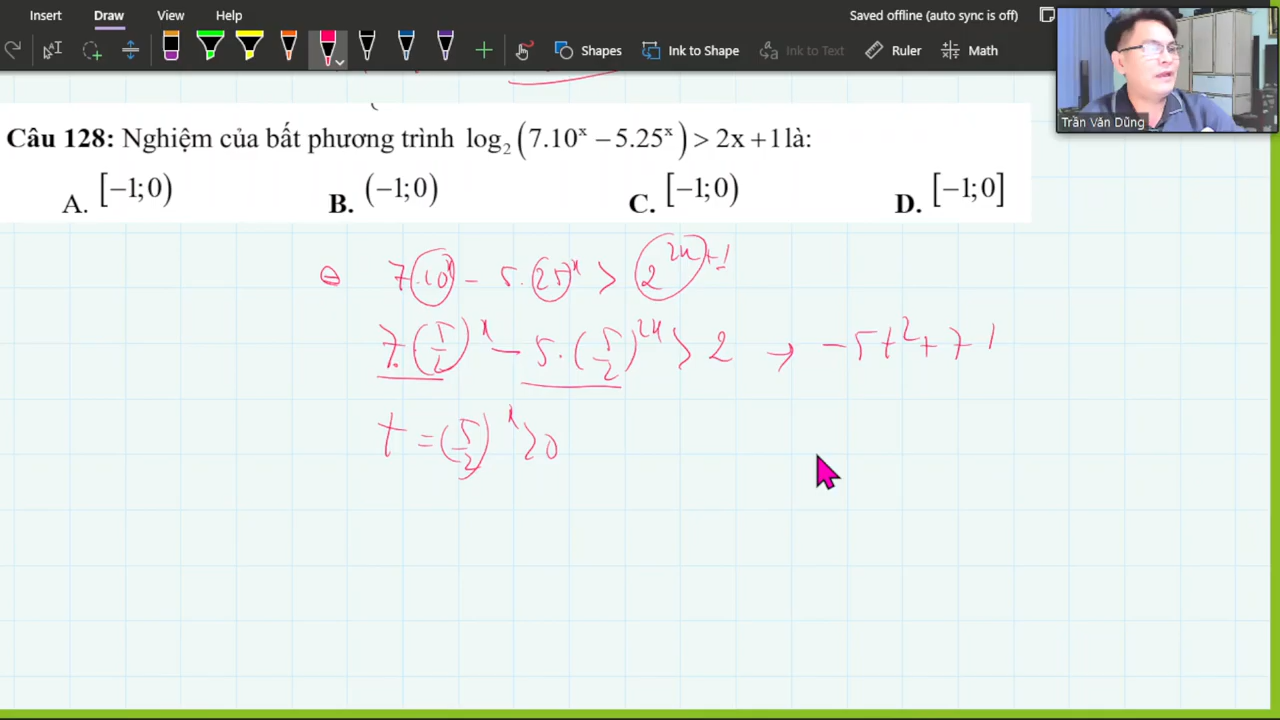 Insert Draw View Help Saved offline (auto sync is off)
Shapes Ink to Shape Ink to Text Ruler Math
Trần Văn Dũng
Câu 128: Nghiệm của bất phương trình log₂(7.10ˣ − 5.25ˣ) > 2x + 1 là:
A. [−1;0) B. (−1;0) C. [−1;0) D. [−1;0]
7.10ˣ − 5.25ˣ > 2²ˣ⁺¹
7.(5/2)ˣ − 5.(5/2)²ˣ > 2 → −5t² + 7t
t = (5/2)ˣ > 0